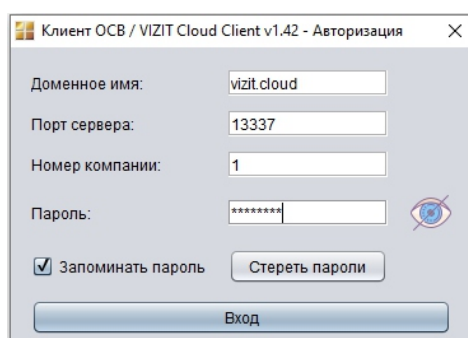 Клиент ОСВ / VIZIT Cloud Client v1.42 - Авторизация
Доменное имя: vizit.cloud
Порт сервера: 13337
Номер компании: 1
Пароль: ********
Запоминать пароль Стереть пароли
Вход